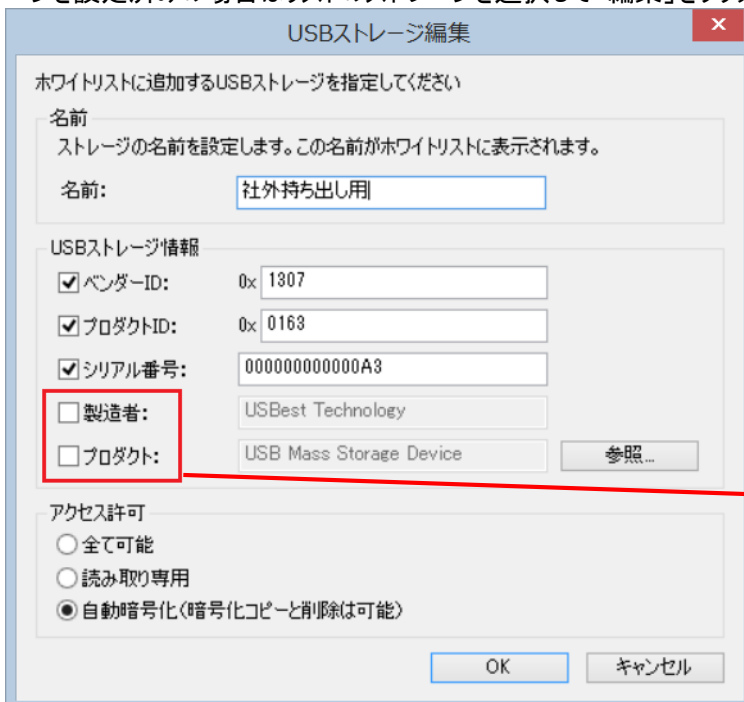 USBストレージ編集
ホワイトリストに追加するUSBストレージを指定してください
名前
ストレージの名前を設定します。この名前がホワイトリストに表示されます。
名前: 社外持ち出し用
USBストレージ情報
ベンダーID: 0x 1307
プロダクトID: 0x 0163
シリアル番号: 000000000000A3
製造者: USBest Technology
プロダクト: USB Mass Storage Device 参照...
アクセス許可
全て可能
読み取り専用
自動暗号化(暗号化コピーと削除は可能)
OK キャンセル